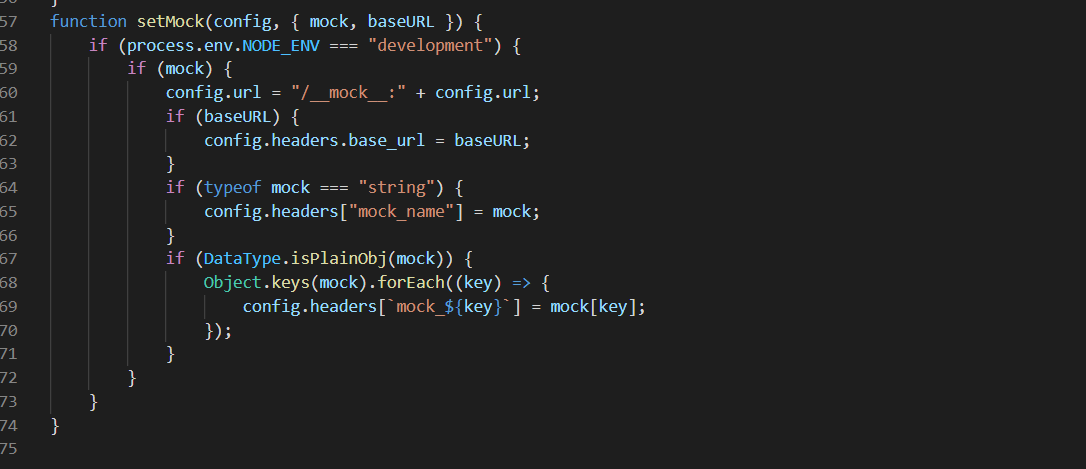 57 function setMock(config, { mock, baseURL }) {
58 if (process.env.NODE_ENV === "development") {
59 if (mock) {
60 config.url = "/__mock__:" + config.url;
61 if (baseURL) {
62 config.headers.base_url = baseURL;
63 }
64 if (typeof mock === "string") {
65 config.headers["mock_name"] = mock;
66 }
67 if (DataType.isPlainObj(mock)) {
68 Object.keys(mock).forEach((key) => {
69 config.headers[`mock_${key}`] = mock[key];
70 });
71 }
72 }
73 }
74 }
75